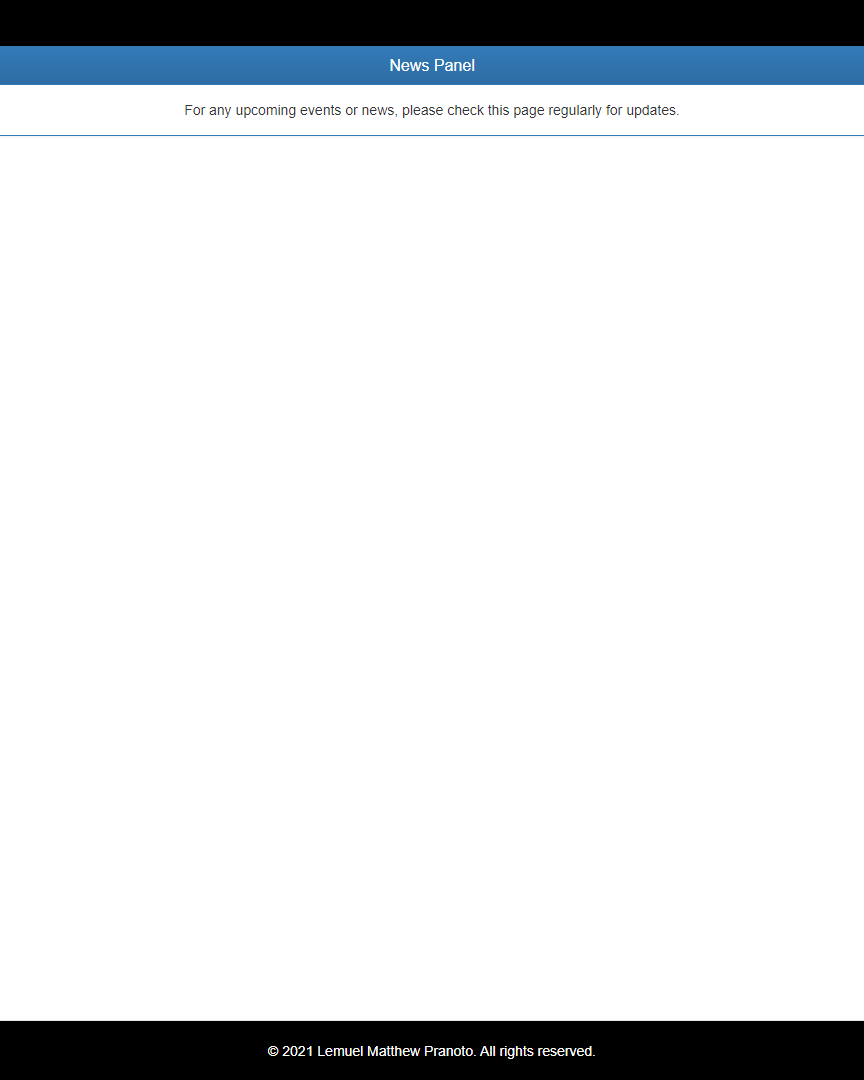 News Panel
For any upcoming events or news, please check this page regularly for updates.
© 2021 Lemuel Matthew Pranoto. All rights reserved.